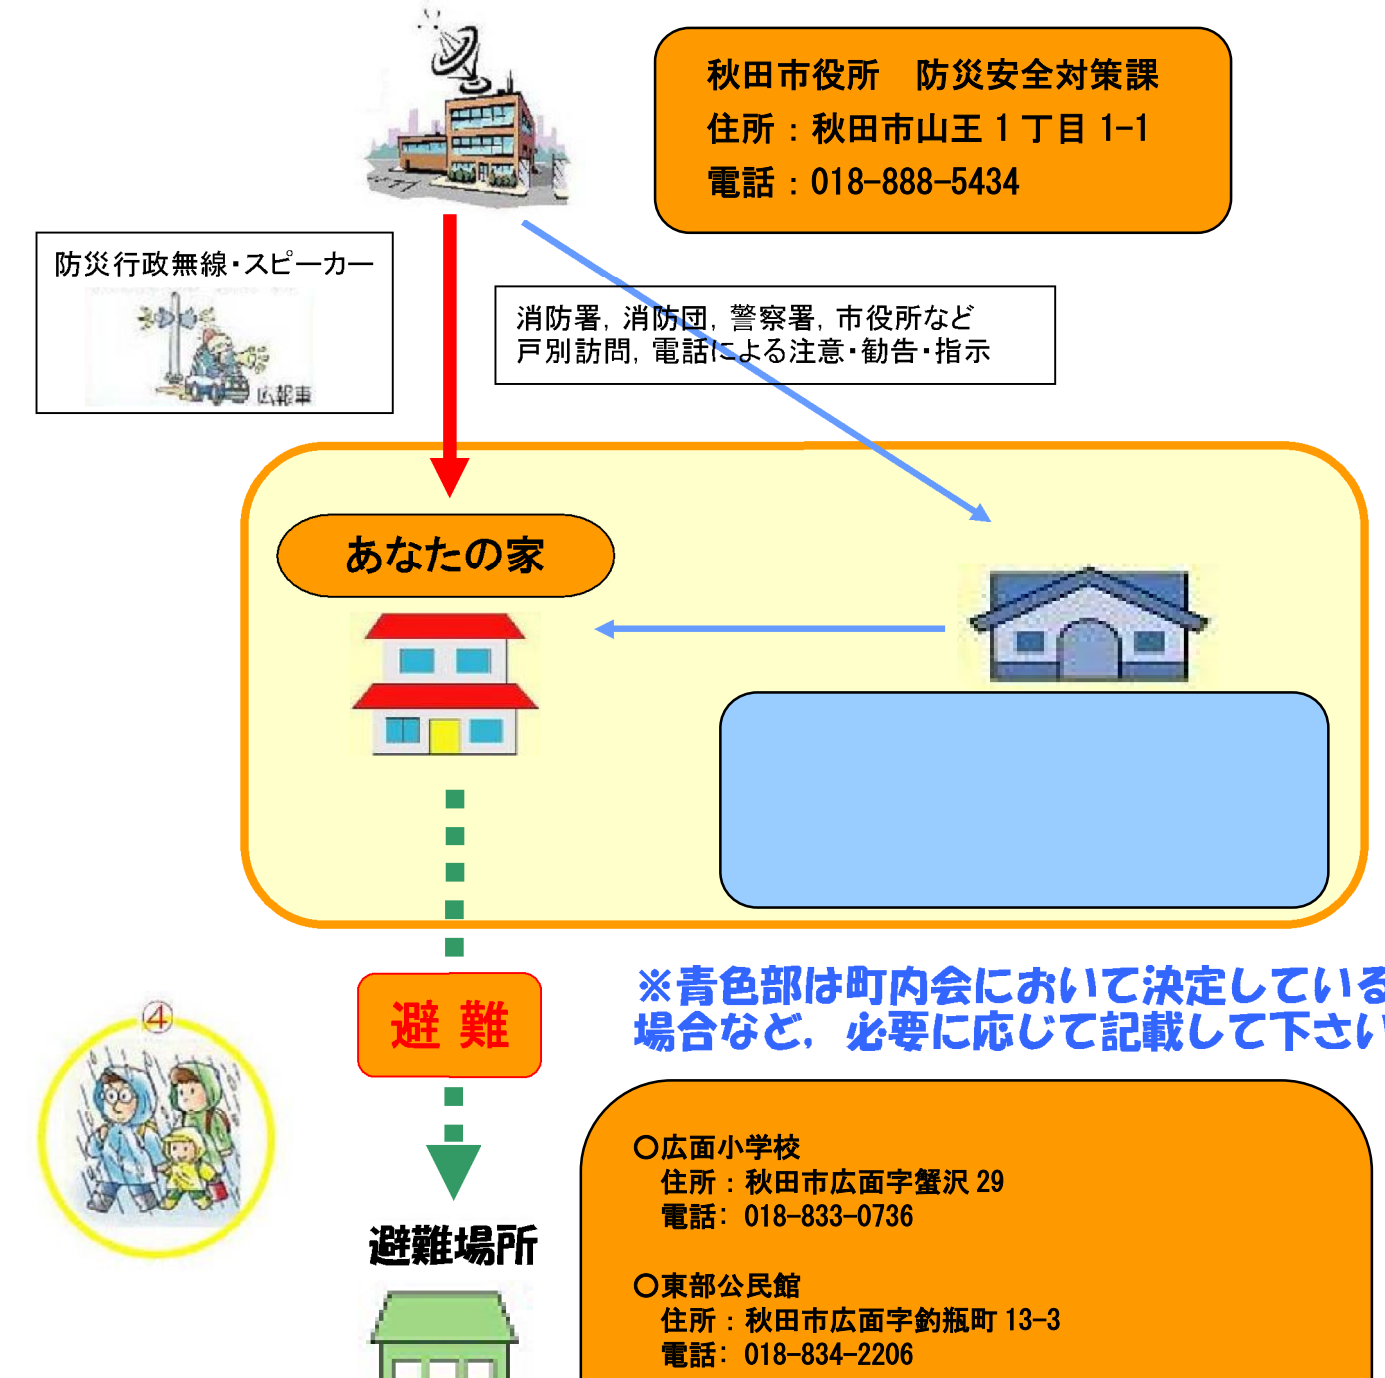 秋田市役所　防災安全対策課
住所：秋田市山王 1 丁目 1-1
電話：018-888-5434
防災行政無線・スピーカー
広報車
消防署, 消防団, 警察署, 市役所など
戸別訪問, 電話による注意・勧告・指示
あなたの家
※青色部は町内会において決定している
場合など, 必要に応じて記載して下さい
避 難
④
○広面小学校
住所：秋田市広面字蟹沢 29
電話: 018-833-0736
避難場所
○東部公民館
住所：秋田市広面字釣瓶町 13-3
電話: 018-834-2206